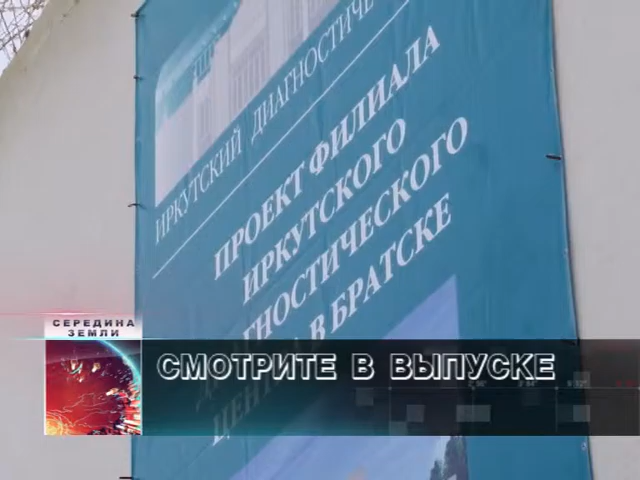 ИРКУТСКИЙ ДИАГНОСТИЧЕ
ПРОЕКТ ФИЛИАЛА
ИРКУТСКОГО
ГНОСТИЧЕСКОГО
В БРАТСКЕ
СЕРЕДИНА
ЗЕМЛИ
СМОТРИТЕ В ВЫПУСКЕ